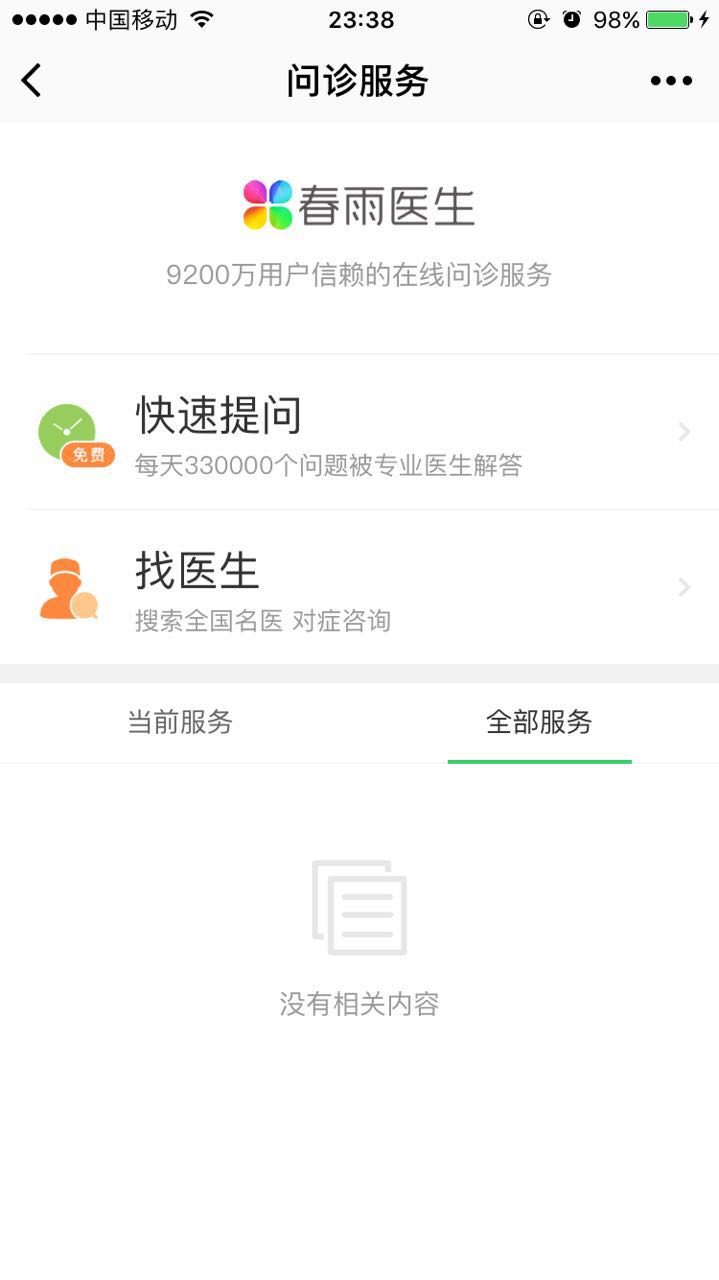 中国移动 23:38 98%
问诊服务
春雨医生
9200万用户信赖的在线问诊服务
快速提问
免费
每天330000个问题被专业医生解答
找医生
搜索全国名医 对症咨询
当前服务 全部服务
没有相关内容